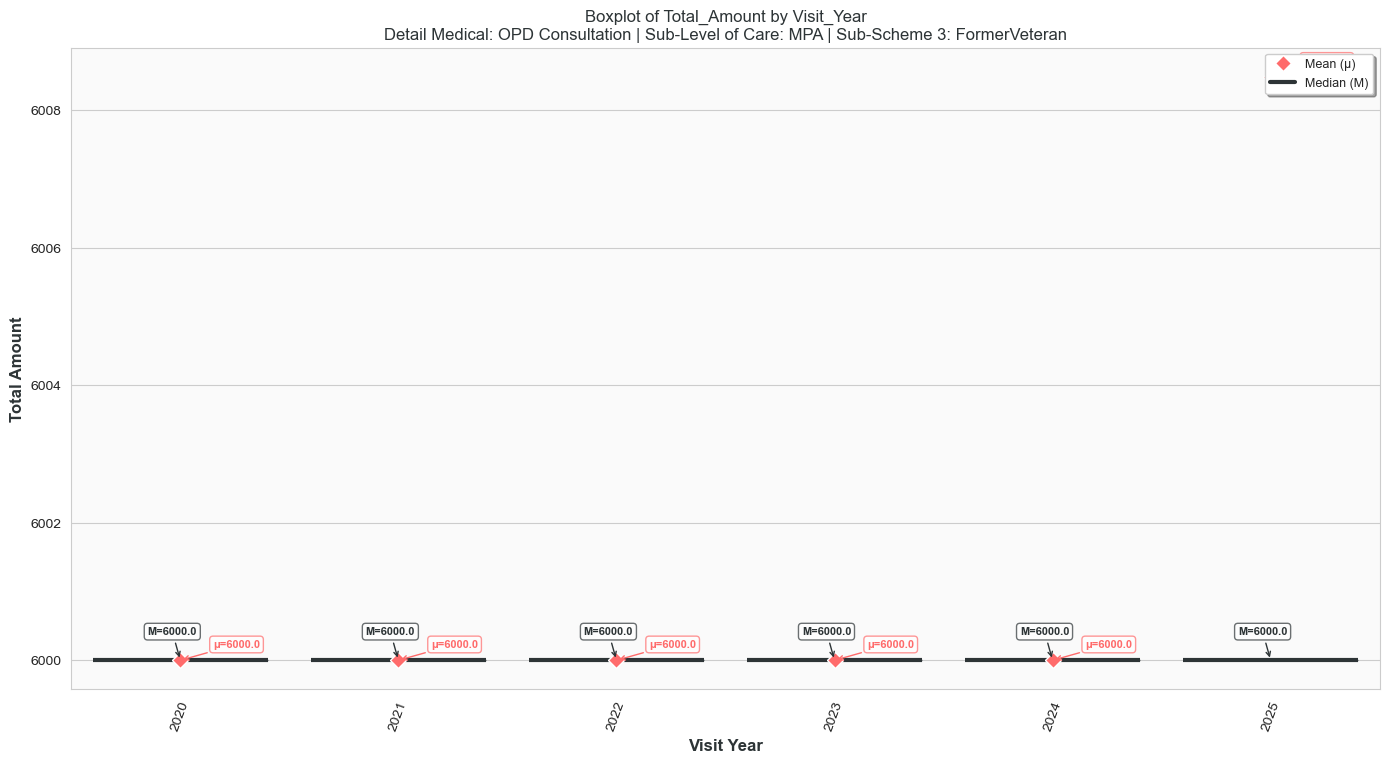 Boxplot of Total_Amount by Visit_Year
Detail Medical: OPD Consultation | Sub-Level of Care: MPA | Sub-Scheme 3: FormerVeteran
Mean (μ)
Median (M)
Total Amount
6008
6006
6004
6002
6000
M=6000.0
μ=6000.0
M=6000.0
μ=6000.0
M=6000.0
μ=6000.0
M=6000.0
μ=6000.0
M=6000.0
μ=6000.0
M=6000.0
2020
2021
2022
2023
2024
2025
Visit Year